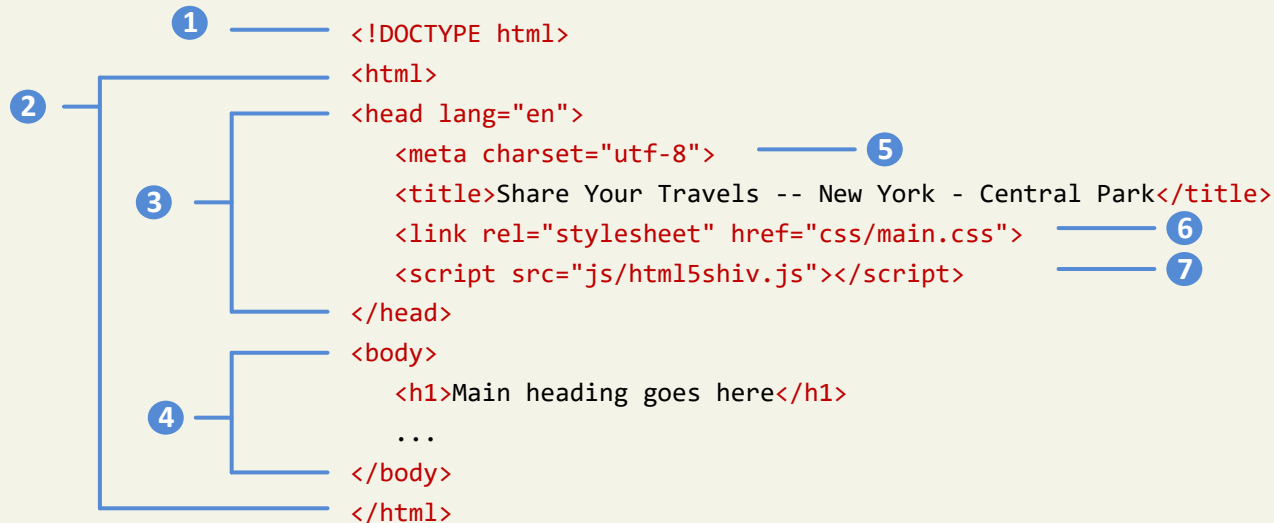 1 <!DOCTYPE html>
<html>
2 <head lang="en">
<meta charset="utf-8"> 5
3 <title>Share Your Travels -- New York - Central Park</title>
<link rel="stylesheet" href="css/main.css"> 6
<script src="js/html5shiv.js"></script> 7
</head>
<body>
<h1>Main heading goes here</h1>
4 ...
</body>
</html>